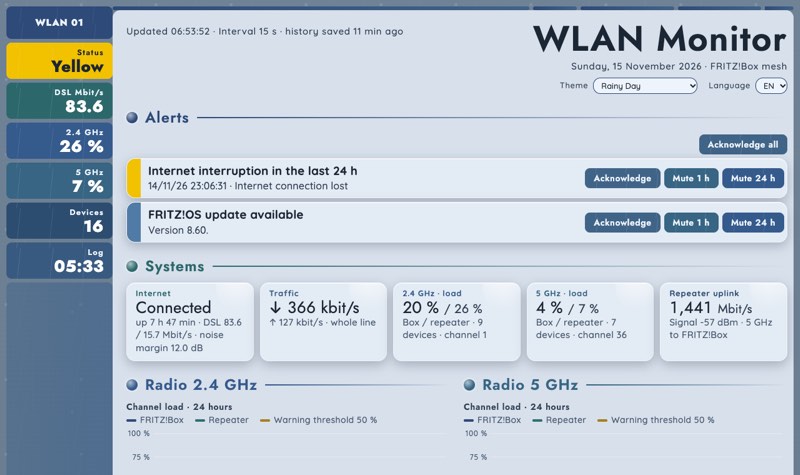 WLAN 01
Status
Yellow
DSL Mbit/s
83.6
2.4 GHz
26 %
5 GHz
7 %
Devices
16
Log
05:33
Updated 06:53:52 · Interval 15 s · history saved 11 min ago
WLAN Monitor
Sunday, 15 November 2026 · FRITZ!Box mesh
Theme Rainy Day Language EN
Alerts
Acknowledge all
Internet interruption in the last 24 h
14/11/26 23:06:31 · Internet connection lost
Acknowledge Mute 1 h Mute 24 h
FRITZ!OS update available
Version 8.60.
Acknowledge Mute 1 h Mute 24 h
Systems
Internet
Connected
up 7 h 47 min · DSL 83.6
/ 15.7 Mbit/s · noise
margin 12.0 dB
Traffic
↓ 366 kbit/s
↑ 127 kbit/s · whole line
2.4 GHz · load
20 % / 26 %
Box / repeater · 9
devices · channel 1
5 GHz · load
4 % / 7 %
Box / repeater · 7
devices · channel 36
Repeater uplink
1,441 Mbit/s
Signal -57 dBm · 5 GHz
to FRITZ!Box
Radio 2.4 GHz
Channel load · 24 hours
FRITZ!Box Repeater Warning threshold 50 %
100 %
75 %
Radio 5 GHz
Channel load · 24 hours
FRITZ!Box Repeater Warning threshold 50 %
100 %
75 %